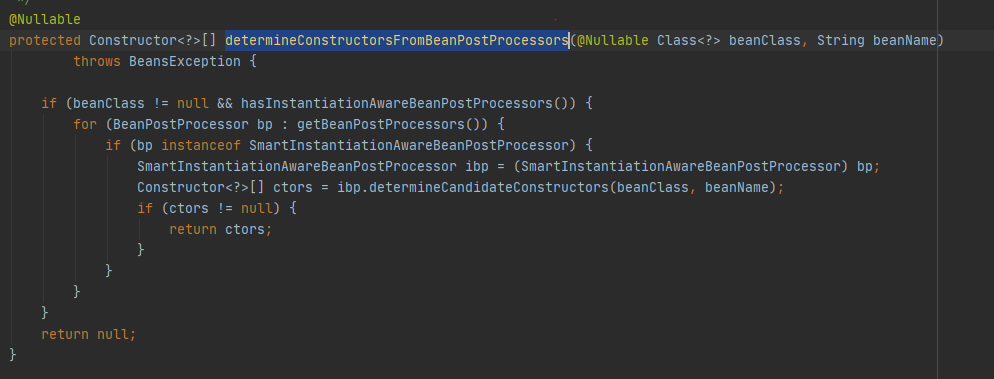 */
@Nullable
protected Constructor<?>[] determineConstructorsFromBeanPostProcessors(@Nullable Class<?> beanClass, String beanName)
        throws BeansException {
    if (beanClass != null && hasInstantiationAwareBeanPostProcessors()) {
        for (BeanPostProcessor bp : getBeanPostProcessors()) {
            if (bp instanceof SmartInstantiationAwareBeanPostProcessor) {
                SmartInstantiationAwareBeanPostProcessor ibp = (SmartInstantiationAwareBeanPostProcessor) bp;
                Constructor<?>[] ctors = ibp.determineCandidateConstructors(beanClass, beanName);
                if (ctors != null) {
                    return ctors;
                }
            }
        }
    }
    return null;
}